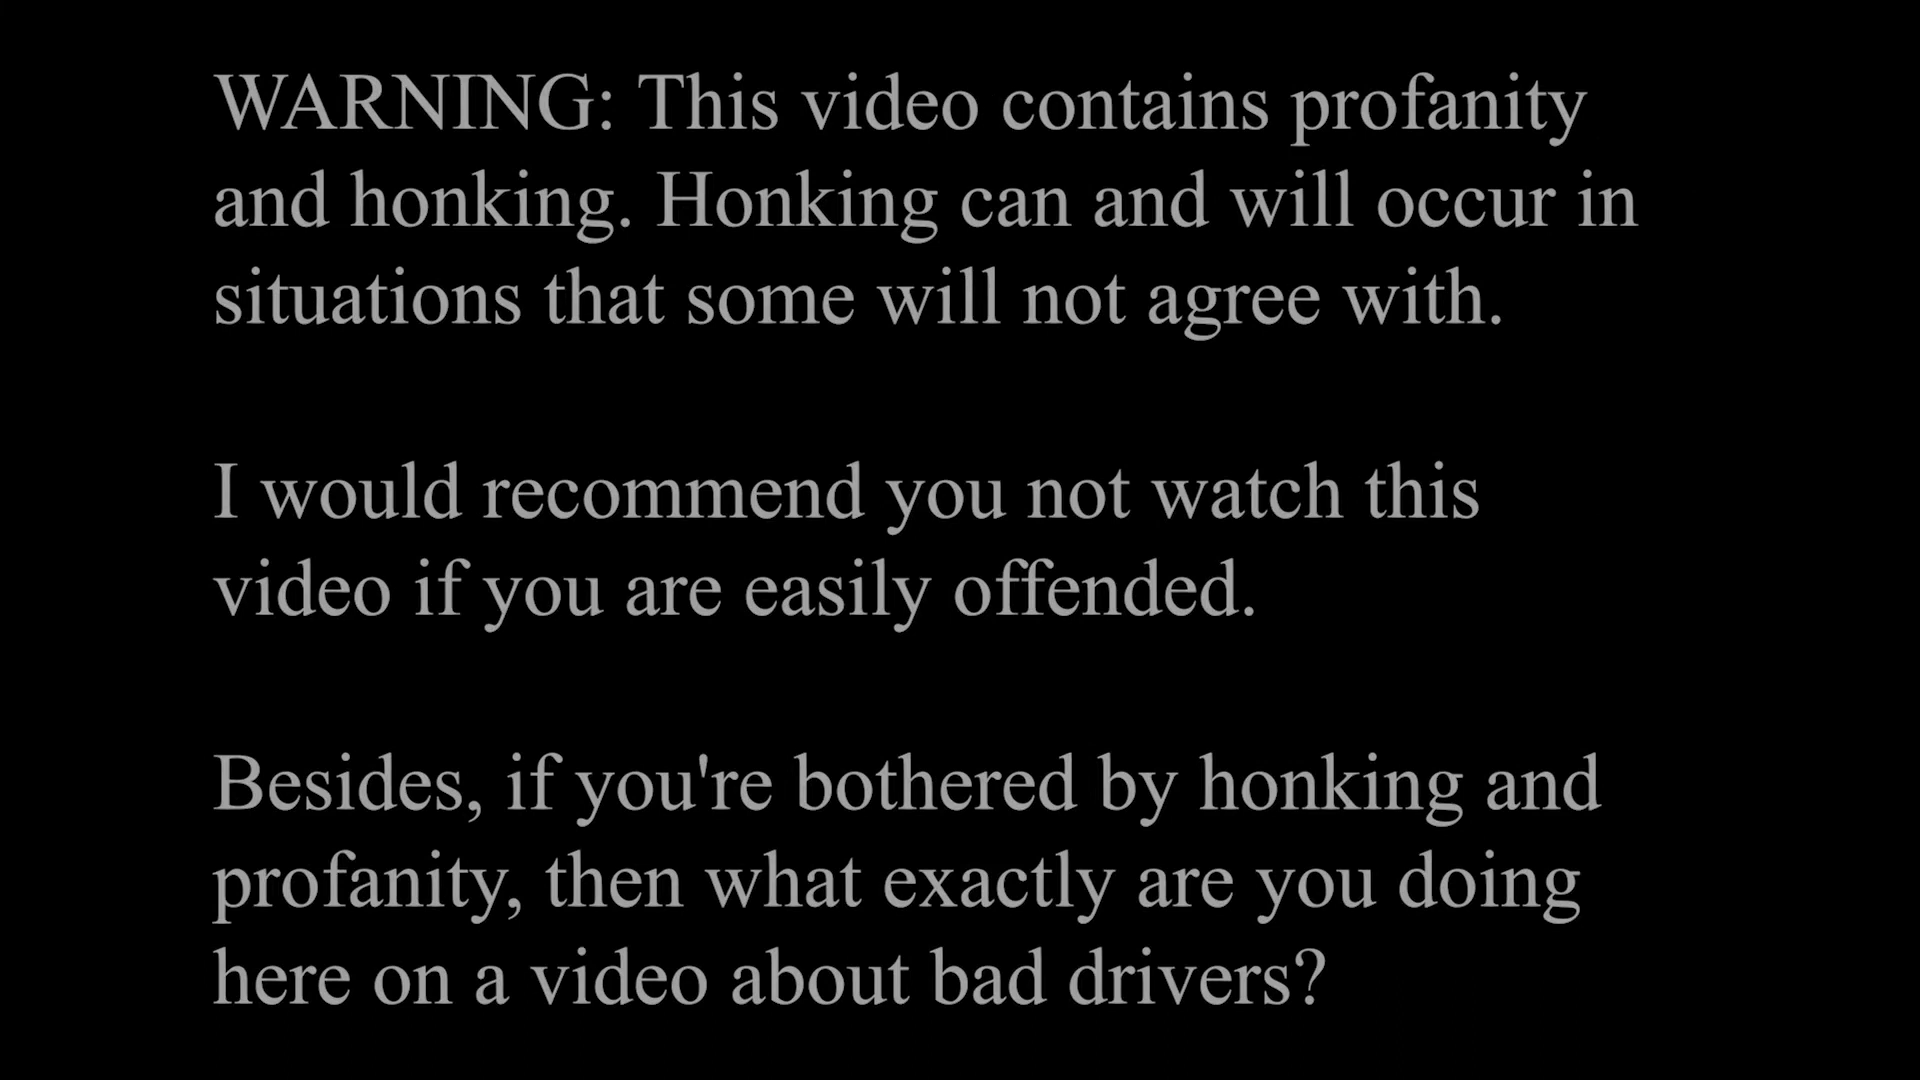 WARNING: This video contains profanity
and honking. Honking can and will occur in
situations that some will not agree with.
I would recommend you not watch this
video if you are easily offended.
Besides, if you're bothered by honking and
profanity, then what exactly are you doing
here on a video about bad drivers?